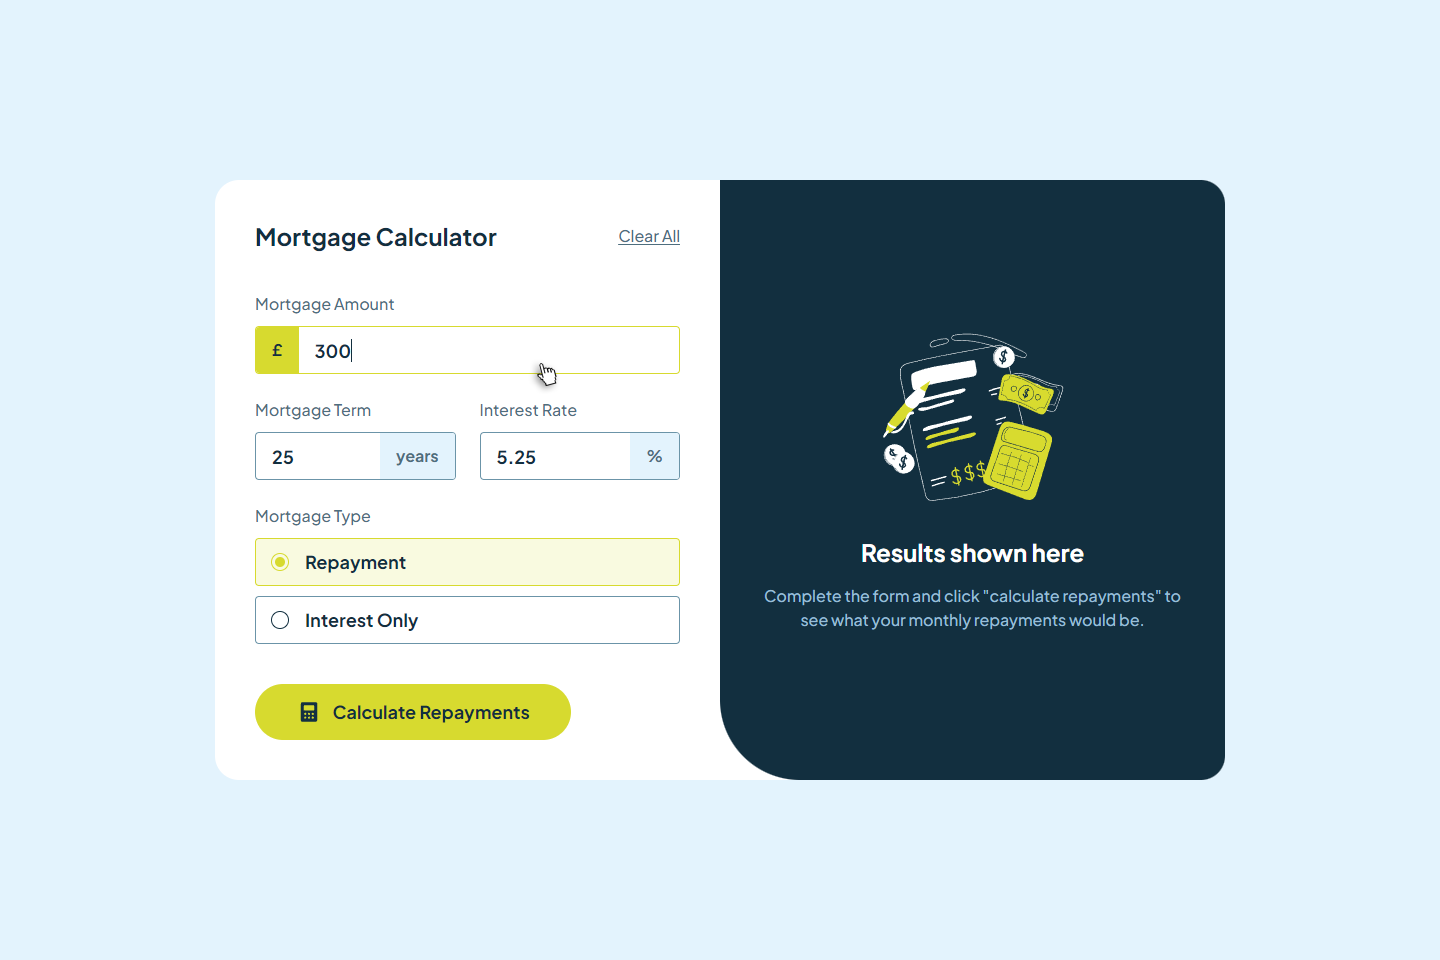 Mortgage Calculator
Clear All
Mortgage Amount
£ 300
Mortgage Term
25 years
Interest Rate
5.25 %
Mortgage Type
Repayment
Interest Only
Calculate Repayments
$
$
$
$
$$$
Results shown here
Complete the form and click "calculate repayments" to
see what your monthly repayments would be.